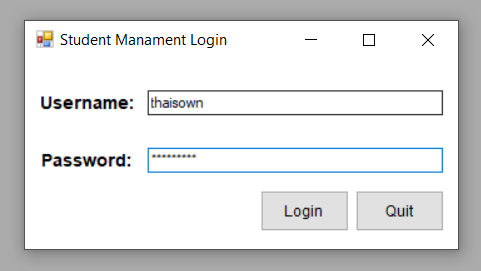 Student Manament Login
Username: thaisown
Password: *********
Login Quit